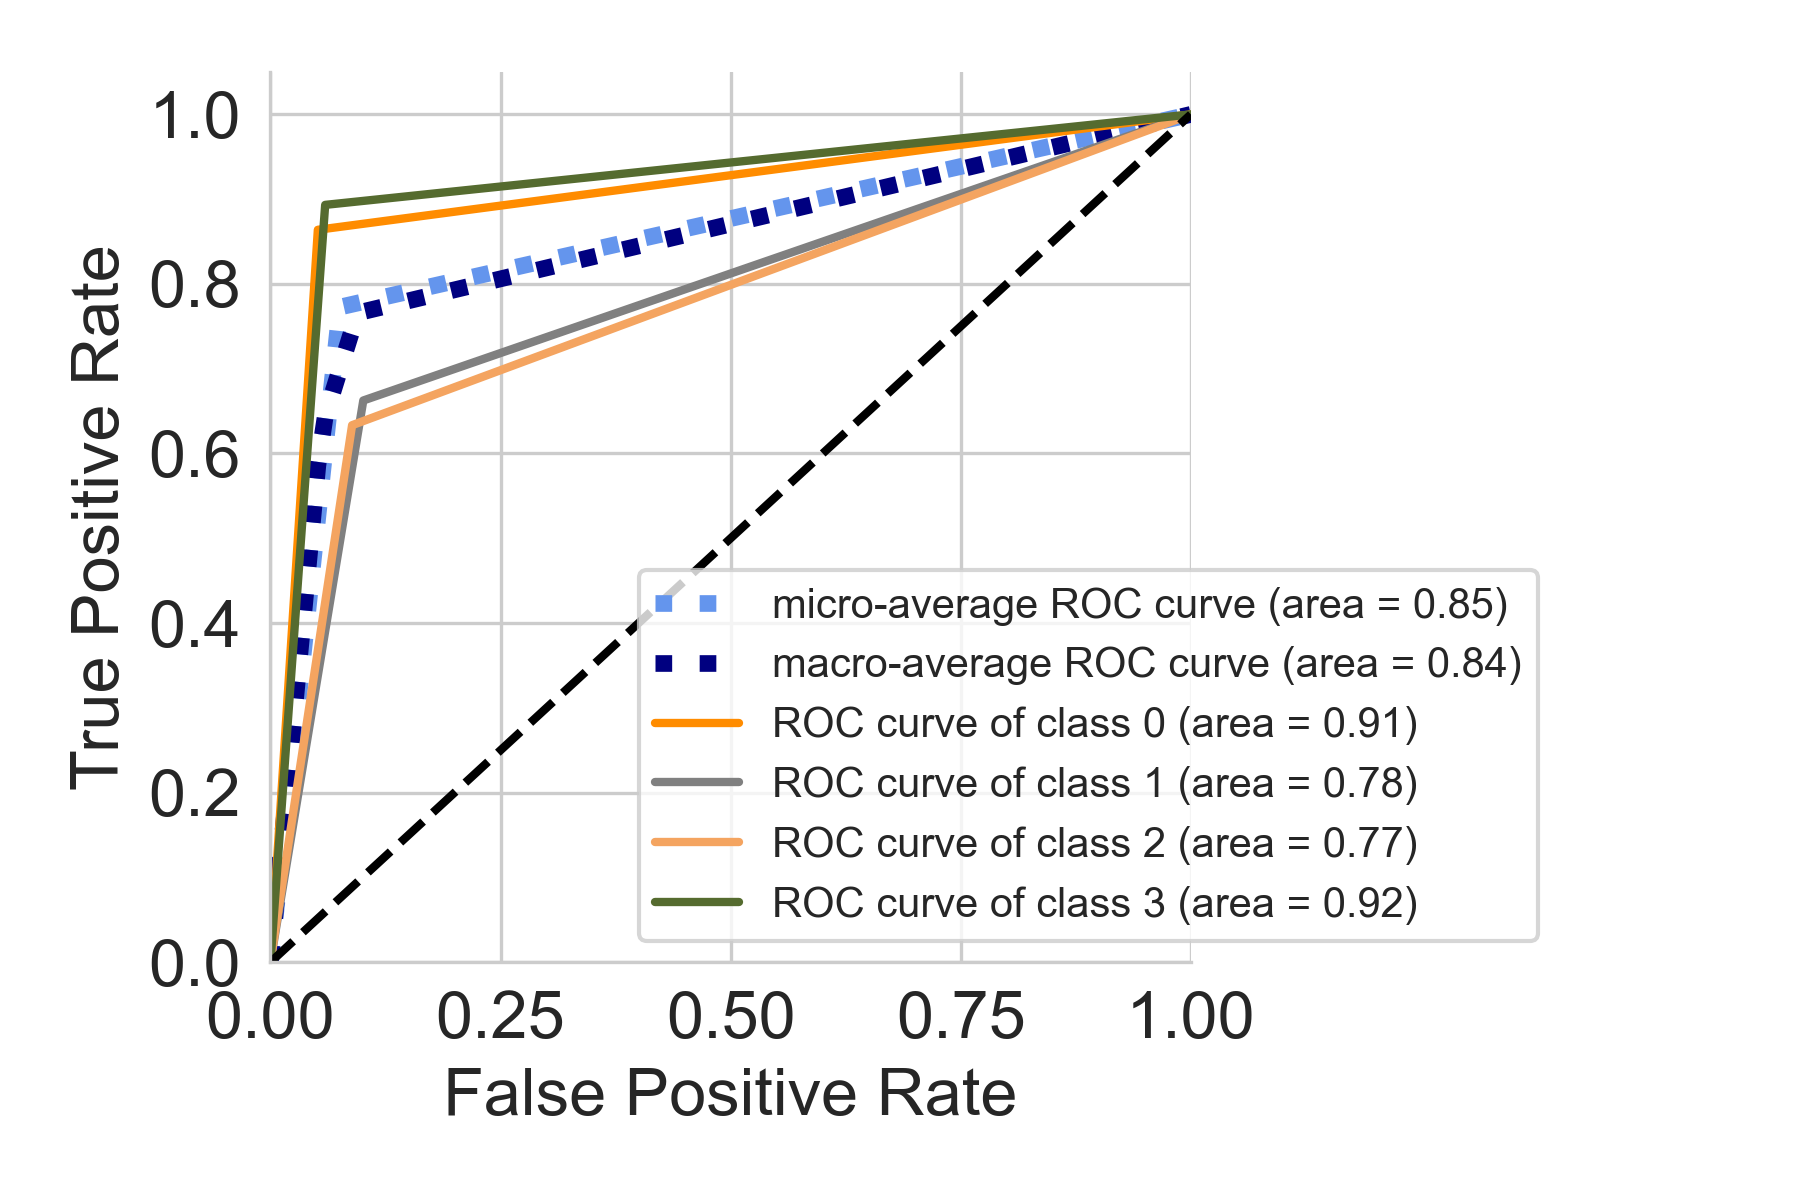 1.0
0.8
0.6
0.4
0.2
0.0
True Positive Rate
0.00 0.25 0.50 0.75 1.00
False Positive Rate
micro-average ROC curve (area = 0.85)
macro-average ROC curve (area = 0.84)
ROC curve of class 0 (area = 0.91)
ROC curve of class 1 (area = 0.78)
ROC curve of class 2 (area = 0.77)
ROC curve of class 3 (area = 0.92)